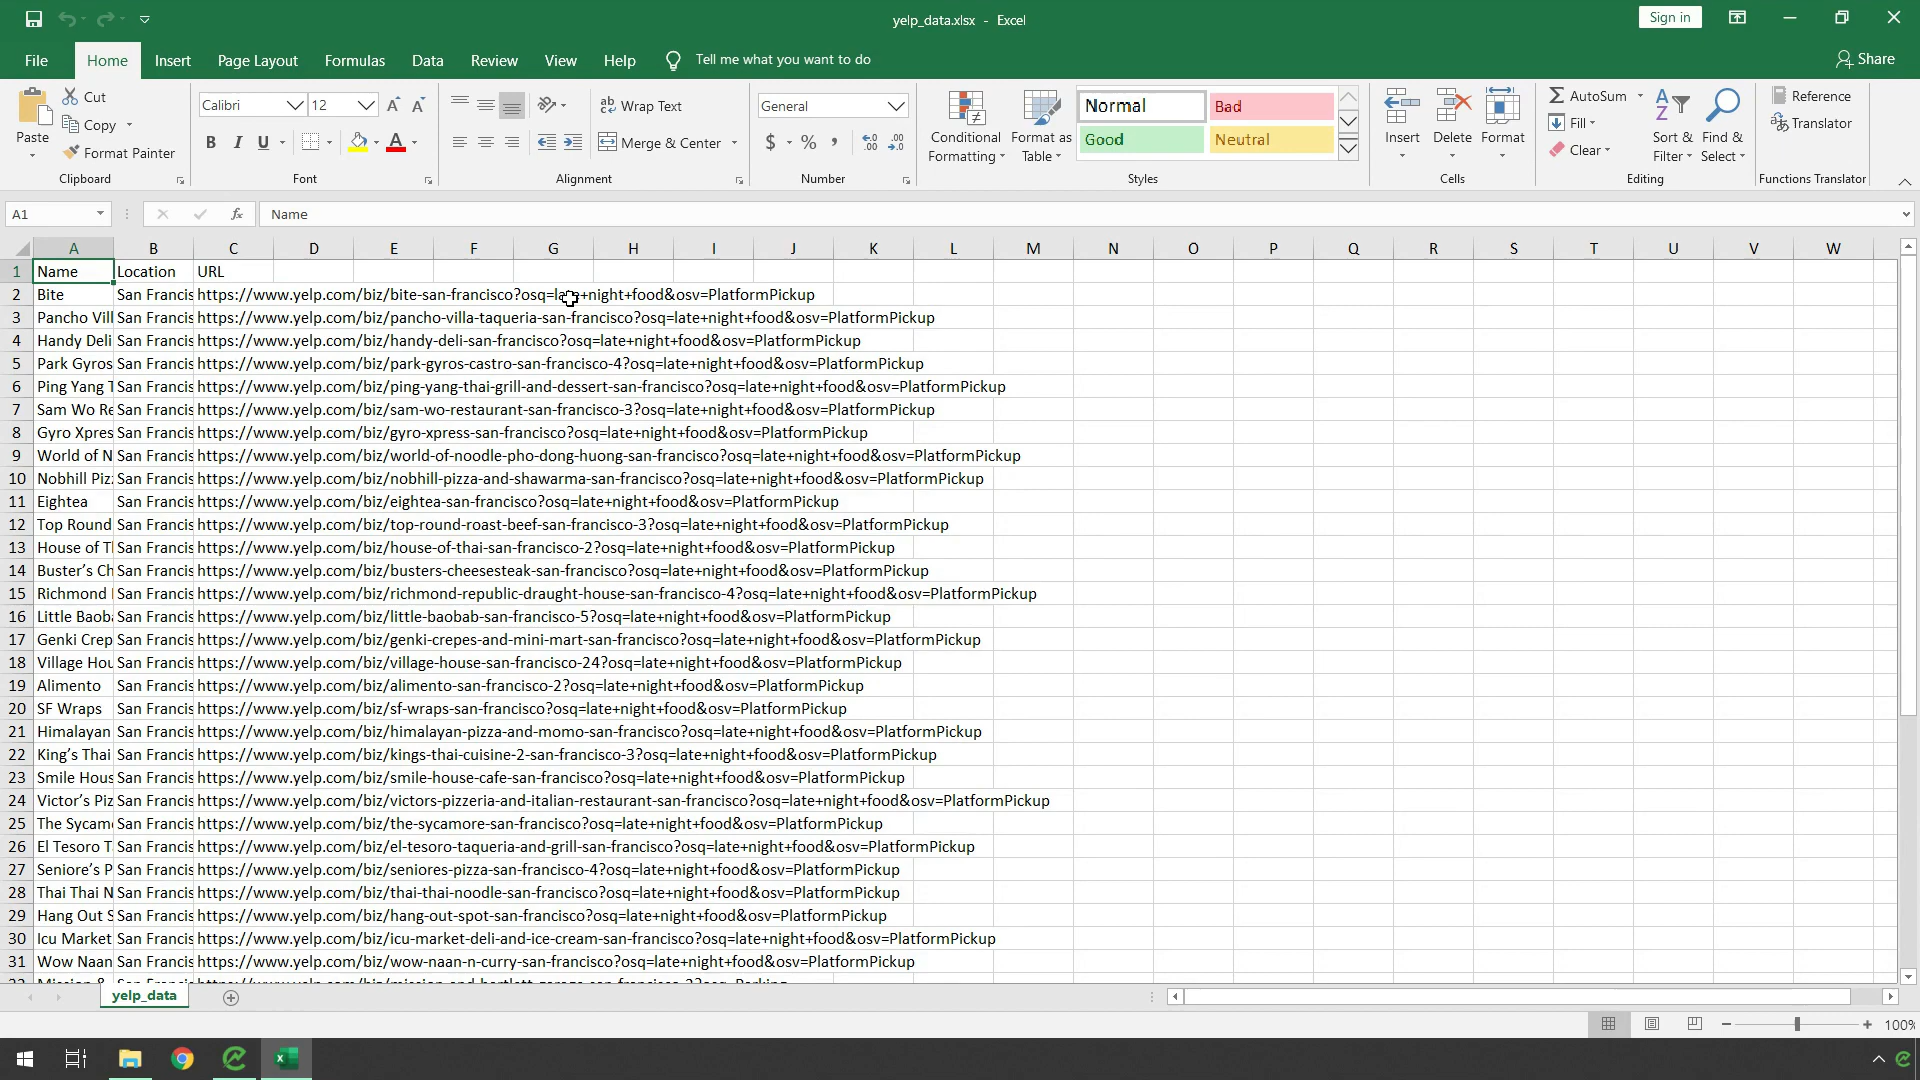 yelp_data.xlsx - Excel
Sign in
File Home Insert Page Layout Formulas Data Review View Help Tell me what you want to do
Share
Paste
Cut
Copy
Format Painter
Clipboard
Calibri 12
B I U
Font
Wrap Text
Merge & Center
Alignment
General
$ % ,
Number
Conditional Formatting
Format as Table
Normal Bad
Good Neutral
Styles
Insert Delete Format
Cells
AutoSum
Fill
Clear
Sort & Filter
Find & Select
Editing
Reference
Translator
Functions Translator
A1 fx Name
A B C D E F G H I J K L M N O P Q R S T U V W
1 Name Location URL
2 Bite San Francis https://www.yelp.com/biz/bite-san-francisco?osq=late+night+food&osv=PlatformPickup
3 Pancho Vill San Francis https://www.yelp.com/biz/pancho-villa-taqueria-san-francisco?osq=late+night+food&osv=PlatformPickup
4 Handy Deli San Francis https://www.yelp.com/biz/handy-deli-san-francisco?osq=late+night+food&osv=PlatformPickup
5 Park Gyros San Francis https://www.yelp.com/biz/park-gyros-castro-san-francisco-4?osq=late+night+food&osv=PlatformPickup
6 Ping Yang T San Francis https://www.yelp.com/biz/ping-yang-thai-grill-and-dessert-san-francisco?osq=late+night+food&osv=PlatformPickup
7 Sam Wo Re San Francis https://www.yelp.com/biz/sam-wo-restaurant-san-francisco-3?osq=late+night+food&osv=PlatformPickup
8 Gyro Xpres San Francis https://www.yelp.com/biz/gyro-xpress-san-francisco?osq=late+night+food&osv=PlatformPickup
9 World of N San Francis https://www.yelp.com/biz/world-of-noodle-pho-dong-huong-san-francisco?osq=late+night+food&osv=PlatformPickup
10 Nobhill Piz San Francis https://www.yelp.com/biz/nobhill-pizza-and-shawarma-san-francisco?osq=late+night+food&osv=PlatformPickup
11 Eightea San Francis https://www.yelp.com/biz/eightea-san-francisco?osq=late+night+food&osv=PlatformPickup
12 Top Round San Francis https://www.yelp.com/biz/top-round-roast-beef-san-francisco-3?osq=late+night+food&osv=PlatformPickup
13 House of Tl San Francis https://www.yelp.com/biz/house-of-thai-san-francisco-2?osq=late+night+food&osv=PlatformPickup
14 Buster’s Ch San Francis https://www.yelp.com/biz/busters-cheesesteak-san-francisco?osq=late+night+food&osv=PlatformPickup
15 Richmond San Francis https://www.yelp.com/biz/richmond-republic-draught-house-san-francisco-4?osq=late+night+food&osv=PlatformPickup
16 Little Baob San Francis https://www.yelp.com/biz/little-baobab-san-francisco-5?osq=late+night+food&osv=PlatformPickup
17 Genki Crep San Francis https://www.yelp.com/biz/genki-crepes-and-mini-mart-san-francisco?osq=late+night+food&osv=PlatformPickup
18 Village Hou San Francis https://www.yelp.com/biz/village-house-san-francisco-24?osq=late+night+food&osv=PlatformPickup
19 Alimento San Francis https://www.yelp.com/biz/alimento-san-francisco-2?osq=late+night+food&osv=PlatformPickup
20 SF Wraps San Francis https://www.yelp.com/biz/sf-wraps-san-francisco?osq=late+night+food&osv=PlatformPickup
21 Himalayan San Francis https://www.yelp.com/biz/himalayan-pizza-and-momo-san-francisco?osq=late+night+food&osv=PlatformPickup
22 King’s Thai San Francis https://www.yelp.com/biz/kings-thai-cuisine-2-san-francisco-3?osq=late+night+food&osv=PlatformPickup
23 Smile Hous San Francis https://www.yelp.com/biz/smile-house-cafe-san-francisco?osq=late+night+food&osv=PlatformPickup
24 Victor’s Piz San Francis https://www.yelp.com/biz/victors-pizzeria-and-italian-restaurant-san-francisco?osq=late+night+food&osv=PlatformPickup
25 The Sycam San Francis https://www.yelp.com/biz/the-sycamore-san-francisco?osq=late+night+food&osv=PlatformPickup
26 El Tesoro T San Francis https://www.yelp.com/biz/el-tesoro-taqueria-and-grill-san-francisco?osq=late+night+food&osv=PlatformPickup
27 Seniore’s P San Francis https://www.yelp.com/biz/seniores-pizza-san-francisco-4?osq=late+night+food&osv=PlatformPickup
28 Thai Thai N San Francis https://www.yelp.com/biz/thai-thai-noodle-san-francisco?osq=late+night+food&osv=PlatformPickup
29 Hang Out S San Francis https://www.yelp.com/biz/hang-out-spot-san-francisco?osq=late+night+food&osv=PlatformPickup
30 Icu Market San Francis https://www.yelp.com/biz/icu-market-deli-and-ice-cream-san-francisco?osq=late+night+food&osv=PlatformPickup
31 Wow Naan San Francis https://www.yelp.com/biz/wow-naan-n-curry-san-francisco?osq=late+night+food&osv=PlatformPickup
yelp_data
100%